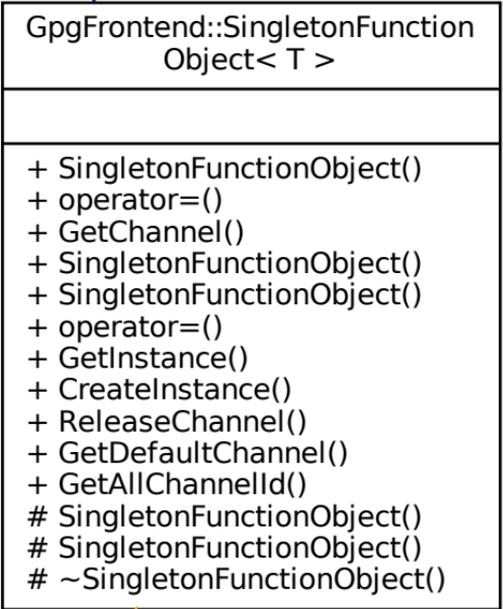 GpgFrontend::SingletonFunction
Object< T >
+ SingletonFunctionObject()
+ operator=()
+ GetChannel()
+ SingletonFunctionObject()
+ SingletonFunctionObject()
+ operator=()
+ GetInstance()
+ CreateInstance()
+ ReleaseChannel()
+ GetDefaultChannel()
+ GetAllChannelId()
# SingletonFunctionObject()
# SingletonFunctionObject()
# ~SingletonFunctionObject()